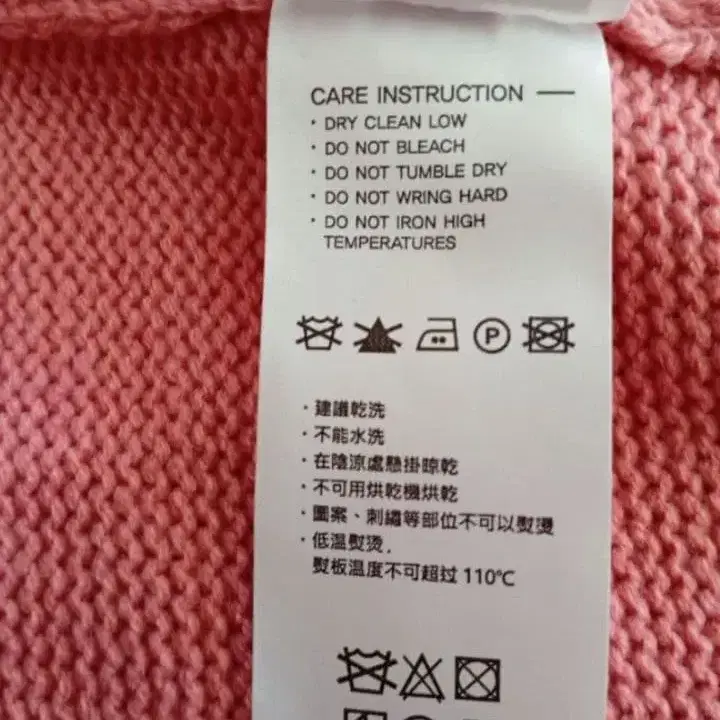 CARE INSTRUCTION —
· DRY CLEAN LOW
· DO NOT BLEACH
· DO NOT TUMBLE DRY
· DO NOT WRING HARD
· DO NOT IRON HIGH
TEMPERATURES
P
· 建議乾洗
· 不能水洗
· 在陰涼處懸掛晾乾
· 不可用烘乾機烘乾
· 圖案、刺繡等部位不可以熨燙
· 低温熨烫.
熨板温度不可超过 110℃